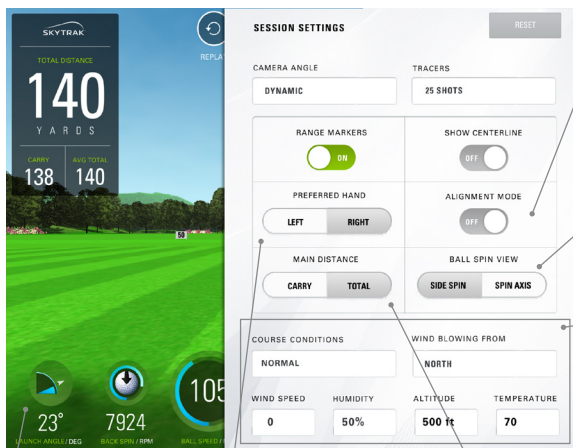 SKYTRAK
TOTAL DISTANCE
140
YARDS
CARRY
AVG TOTAL
138
140
50
23°
7924
105
LAUNCH ANGLE / DEG
BACK SPIN / RPM
BALL SPEED /
SESSION SETTINGS
RESET
CAMERA ANGLE
TRACERS
DYNAMIC
25 SHOTS
RANGE MARKERS
SHOW CENTERLINE
ON
OFF
PREFERRED HAND
ALIGNMENT MODE
LEFT
RIGHT
OFF
MAIN DISTANCE
BALL SPIN VIEW
CARRY
TOTAL
SIDE SPIN
SPIN AXIS
COURSE CONDITIONS
WIND BLOWING FROM
NORMAL
NORTH
WIND SPEED
HUMIDITY
ALTITUDE
TEMPERATURE
0
50%
500 ft
70